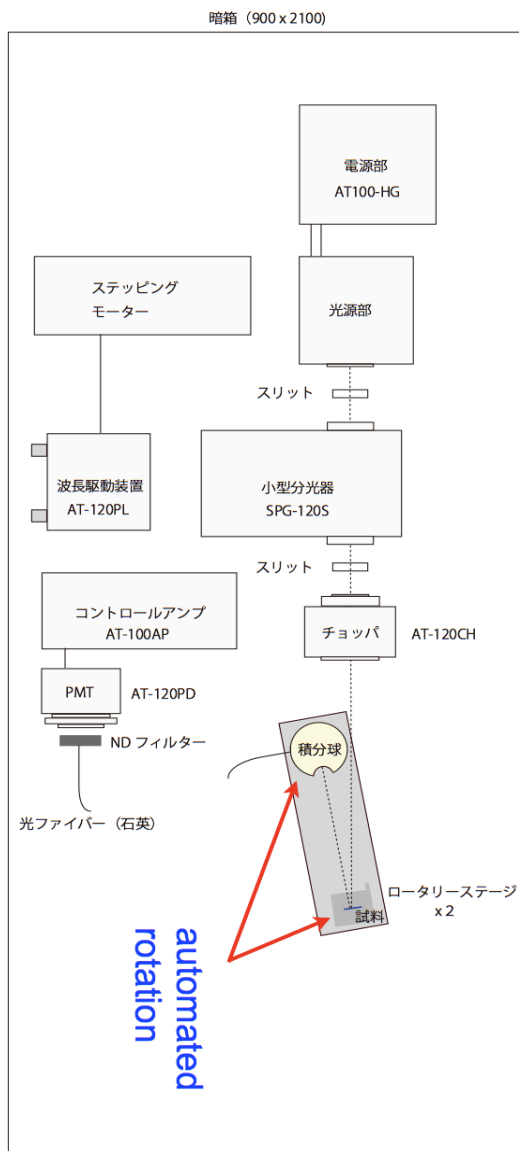 暗箱（900 x 2100)
電源部
AT100-HG
ステッピング
モーター
光源部
スリット
波長駆動装置
AT-120PL
小型分光器
SPG-120S
スリット
コントロールアンプ
AT-100AP
チョッパ
AT-120CH
PMT
AT-120PD
ND フィルター
積分球
光ファイバー（石英）
ロータリーステージ
x 2
試料
automated
rotation